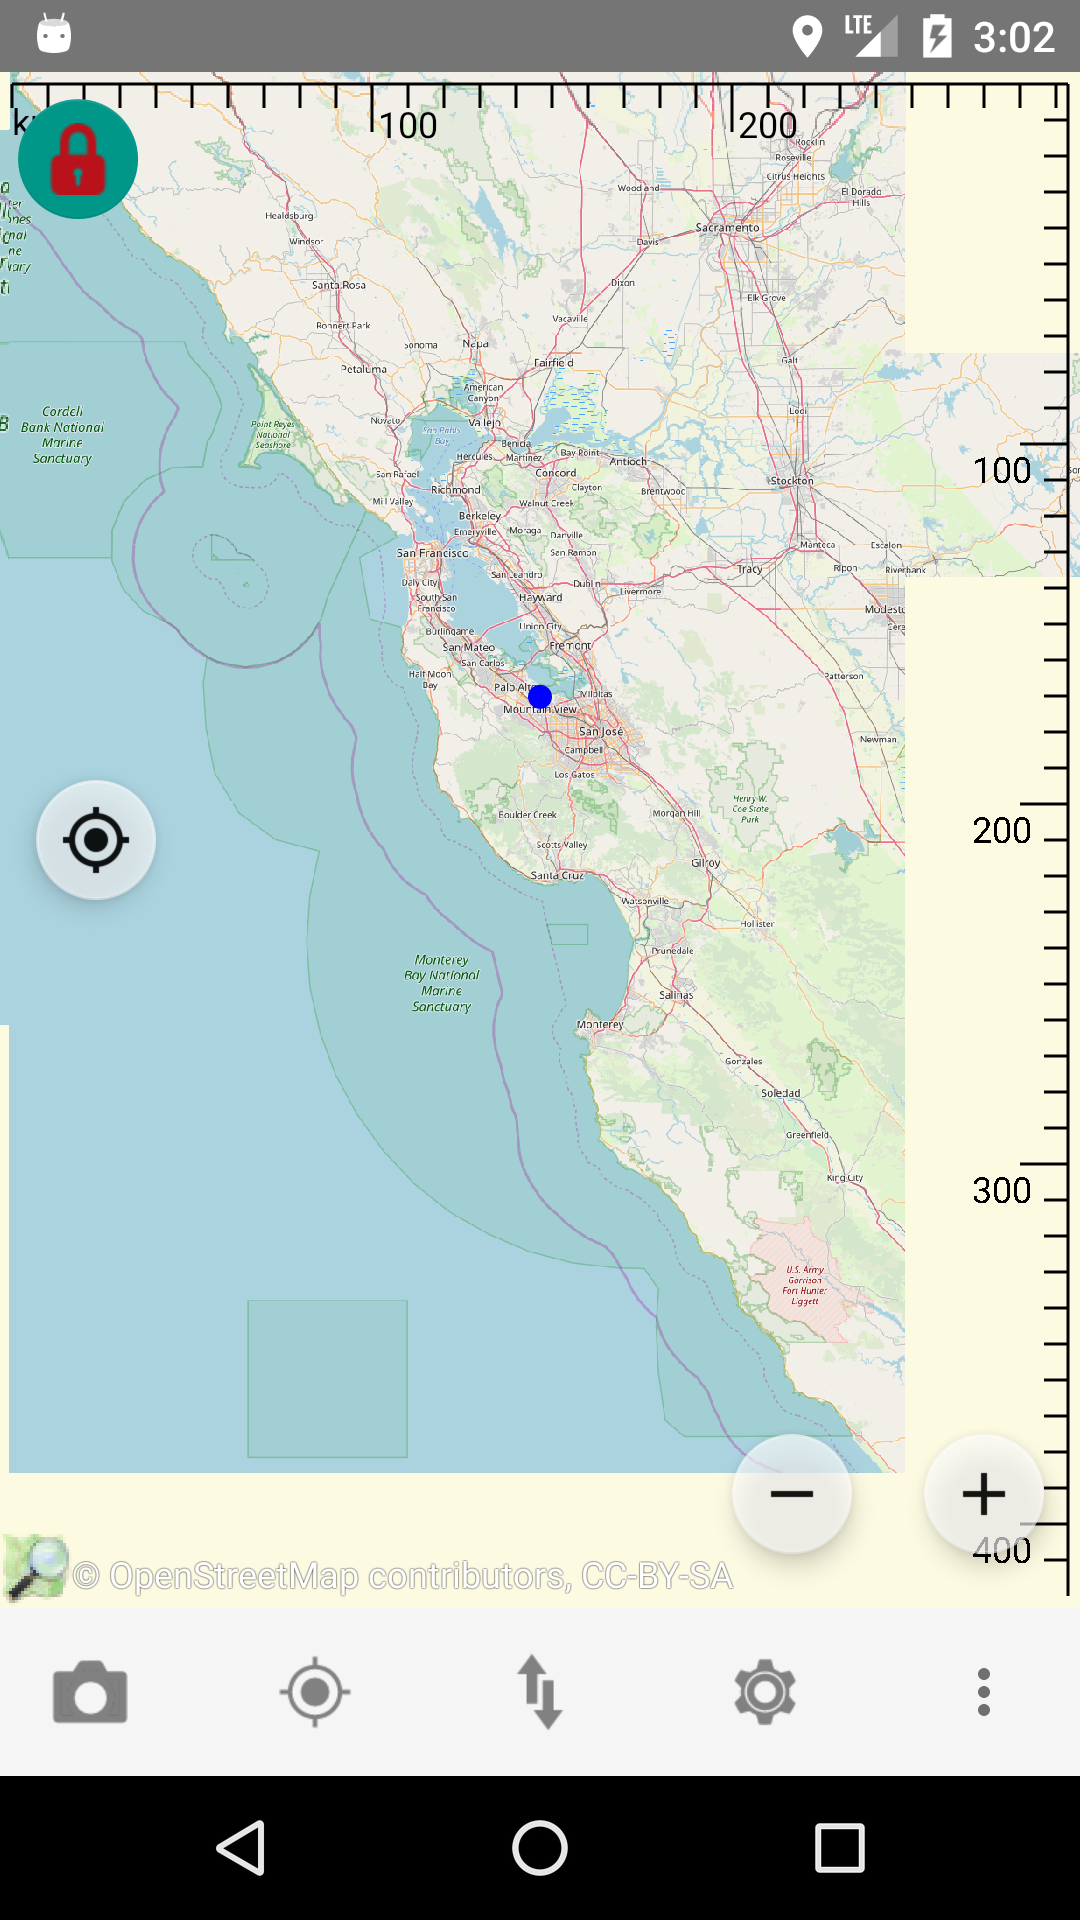 LTE 3:02
100
200
Rocklin
Roseville
Citrus Heights
Woodland
El Dorado
Hills
Healdsburg
Sacramento
Windsor
Davis
Santa Rosa
Dixon
Elk Grove
Rohnert Park
Vacaville
Sonoma
Napa
Petaluma
Fairfield
Galt
American
Canyon
Cordell
Bank National
Marine
Sanctuary
Point Reyes
National
Seashore
Novato
Vallejo
Lodi
San Pablo
Bay
Benicia
Hercules
Martinez
Bay Point
Antioch
100
San Rafael
Concord
Stockton
Richmond
Clayton
Brentwood
Mill Valley
Walnut Creek
Berkeley
Emeryville
Moraga
Danville
San Francisco
San Ramon
Manteca
Escalon
Daly City
San Leandro
Dublin
Tracy
Ripon
Riverbank
South San
Francisco
Hayward
Livermore
Modesto
Burlingame
Union City
San Mateo
Fremont
San Carlos
Half Moon
Bay
Patterson
Palo Alto
Milpitas
Mountain View
San José
Newman
Campbell
Los Gatos
Henry W.
Coe State
Park
Boulder Creek
Morgan Hill
200
Scotts Valley
Gilroy
Santa Cruz
Watsonville
Hollister
Prunedale
Monterey
Bay National
Marine
Sanctuary
Salinas
Monterey
Gonzales
Soledad
Greenfield
King City
300
U.S. Army
Garrison
Fort Hunter
Liggett
400
© OpenStreetMap contributors, CC-BY-SA